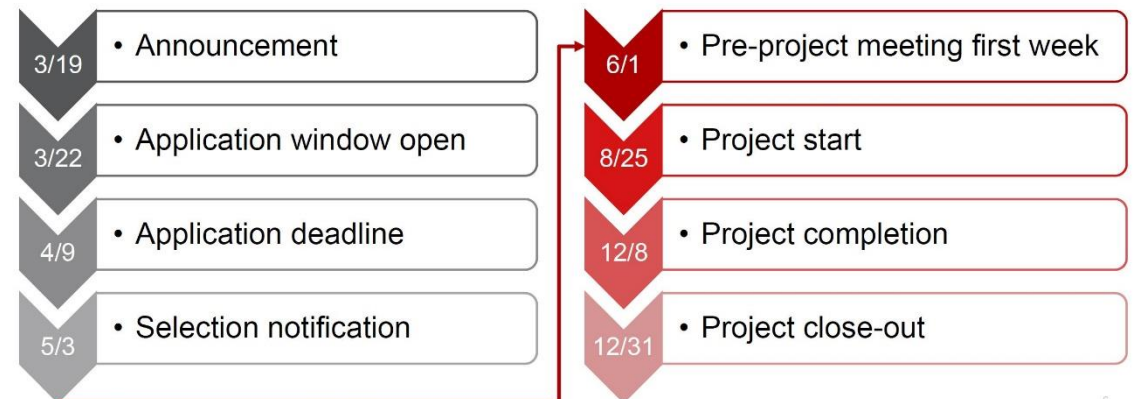 3/19
• Announcement
3/22
• Application window open
4/9
• Application deadline
5/3
• Selection notification
6/1
• Pre-project meeting first week
8/25
• Project start
12/8
• Project completion
12/31
• Project close-out